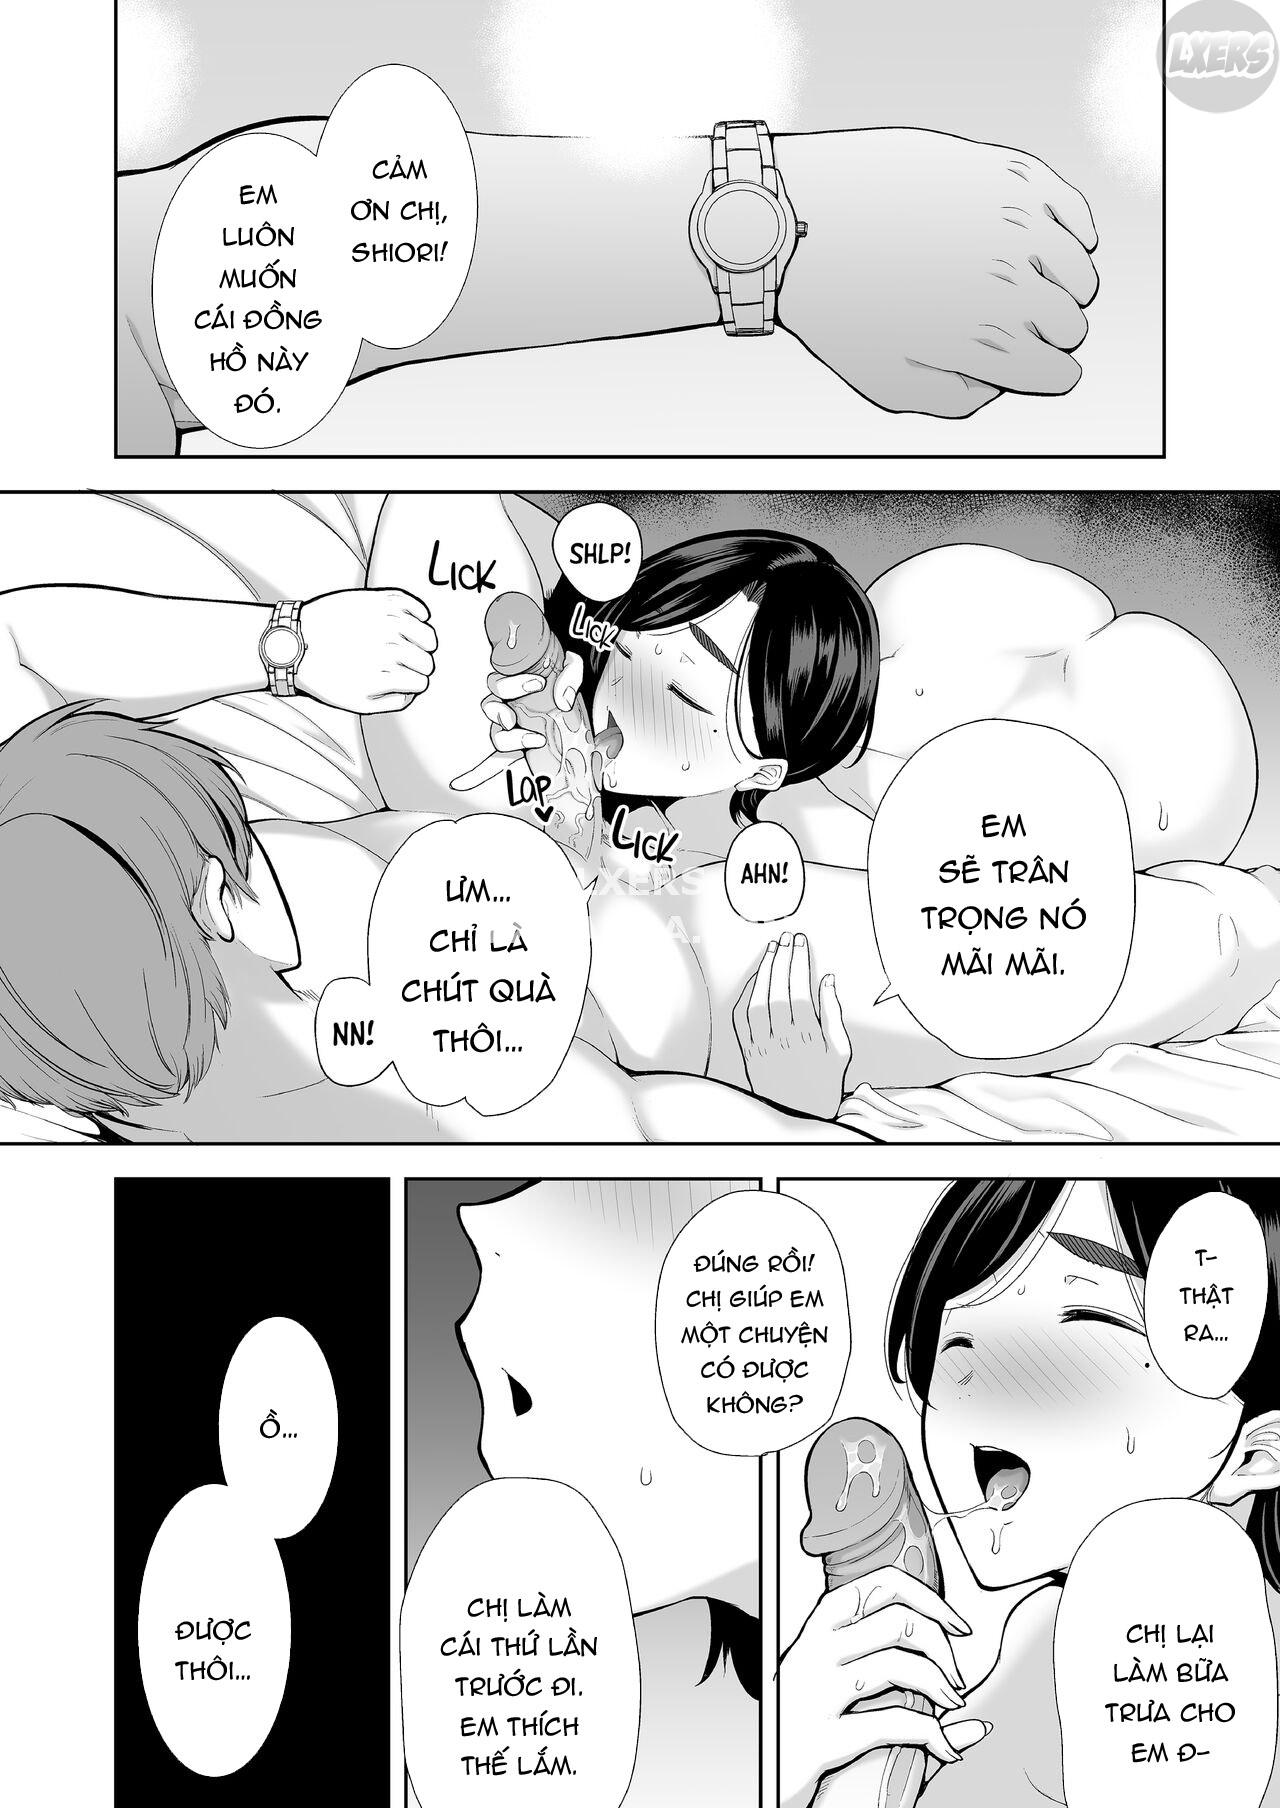 LXERS
CẢM
ƠN CHỊ,
SHIORI!
EM
LUÔN
MUỐN
CÁI ĐỒNG
HỒ NÀY
ĐÓ.
SHLP!
LICK
LICK
LAP
LICK
AHN!
EM
SẼ TRÂN
TRỌNG NÓ
MÃI MÃI.
ƯM...
CHỈ LÀ
CHÚT QUÀ
THÔI...
NN!
LXERS
T-
THẬT
RA...
CHỊ LẠI
LÀM BỮA
TRƯA CHO
EM Đ-
ĐÚNG RỒI!
CHỊ GIÚP EM
MỘT CHUYỆN
CÓ ĐƯỢC
KHÔNG?
CHỊ LÀM
CÁI THỨ LẦN
TRƯỚC ĐI.
EM THÍCH
THẾ LẮM.
Ồ...
ĐƯỢC
THÔI...